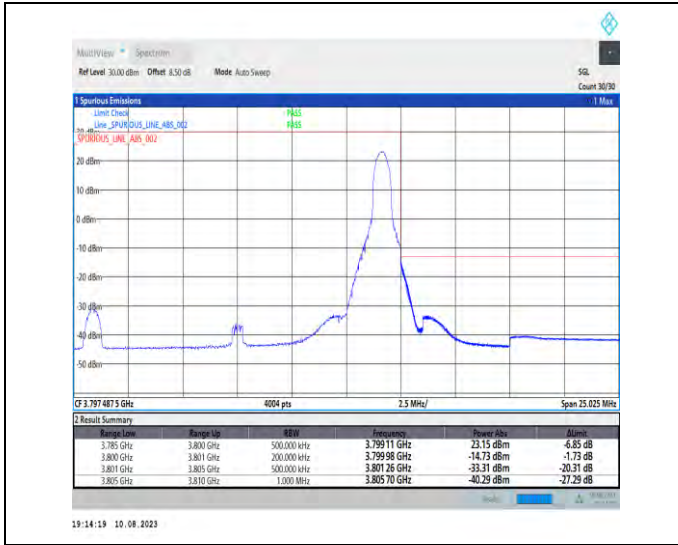 MultiView Spectrum
Ref Level 30.00 dBm Offset 8.50 dB Mode Auto Sweep SGL
Count 30/30
1 Spurious Emissions 1 Max
Limit Check PASS
Line _SPURIOUS_LINE_ABS_002 PASS
_SPURIOUS_LINE_ABS_002
20 dBm
10 dBm
0 dBm
-10 dBm
-20 dBm
-30 dBm
-40 dBm
-50 dBm
CF 3.797 487 5 GHz 4004 pts 2.5 MHz/ Span 25.025 MHz
2 Result Summary
Range Low Range Up RBW Frequency Power Abs ΔLimit
3.785 GHz 3.800 GHz 500.000 kHz 3.799 11 GHz 23.15 dBm -6.85 dB
3.800 GHz 3.801 GHz 200.000 kHz 3.799 98 GHz -14.73 dBm -1.73 dB
3.801 GHz 3.805 GHz 500.000 kHz 3.801 26 GHz -33.31 dBm -20.31 dB
3.805 GHz 3.810 GHz 1.000 MHz 3.805 70 GHz -40.29 dBm -27.29 dB
19:14:19 10.08.2023